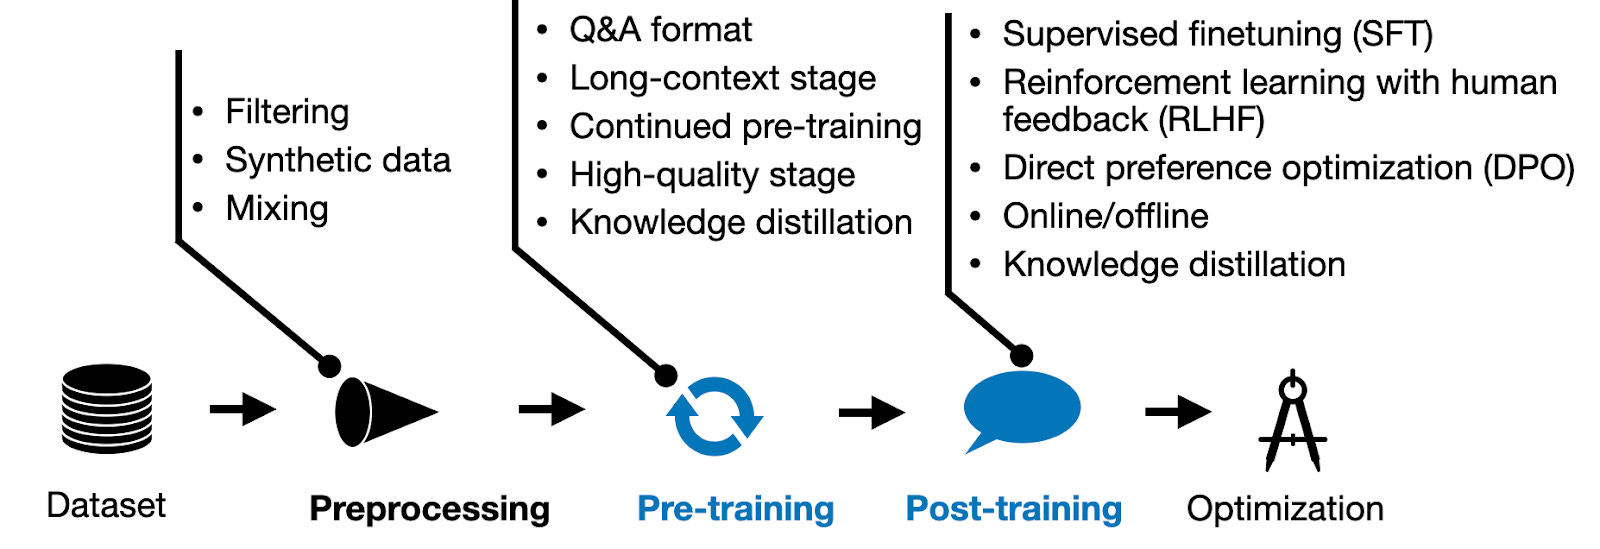 Filtering
Synthetic data
Mixing
Q&A format
Long-context stage
Continued pre-training
High-quality stage
Knowledge distillation
Supervised finetuning (SFT)
Reinforcement learning with human
feedback (RLHF)
Direct preference optimization (DPO)
Online/offline
Knowledge distillation
Dataset
Preprocessing
Pre-training
Post-training
Optimization